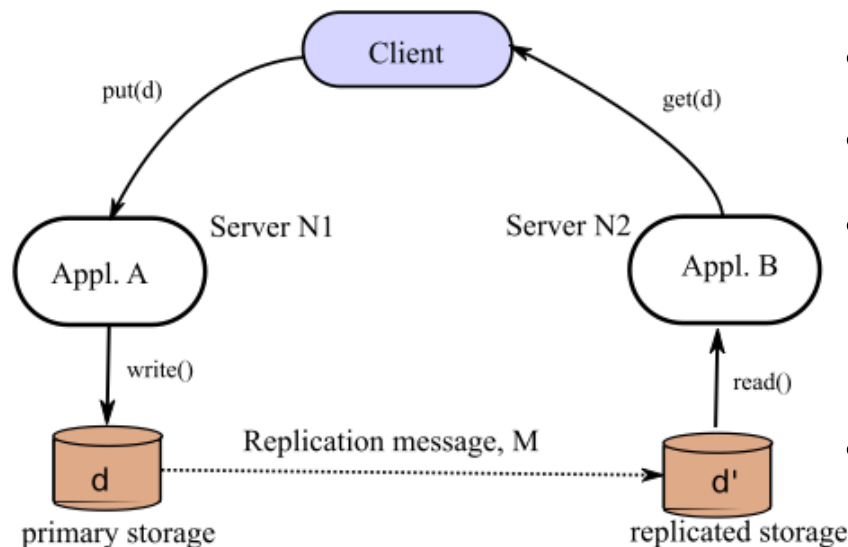 Client
put(d)
get(d)
Server N1
Server N2
Appl. A
Appl. B
write()
read()
Replication message, M
d
d'
primary storage
replicated storage